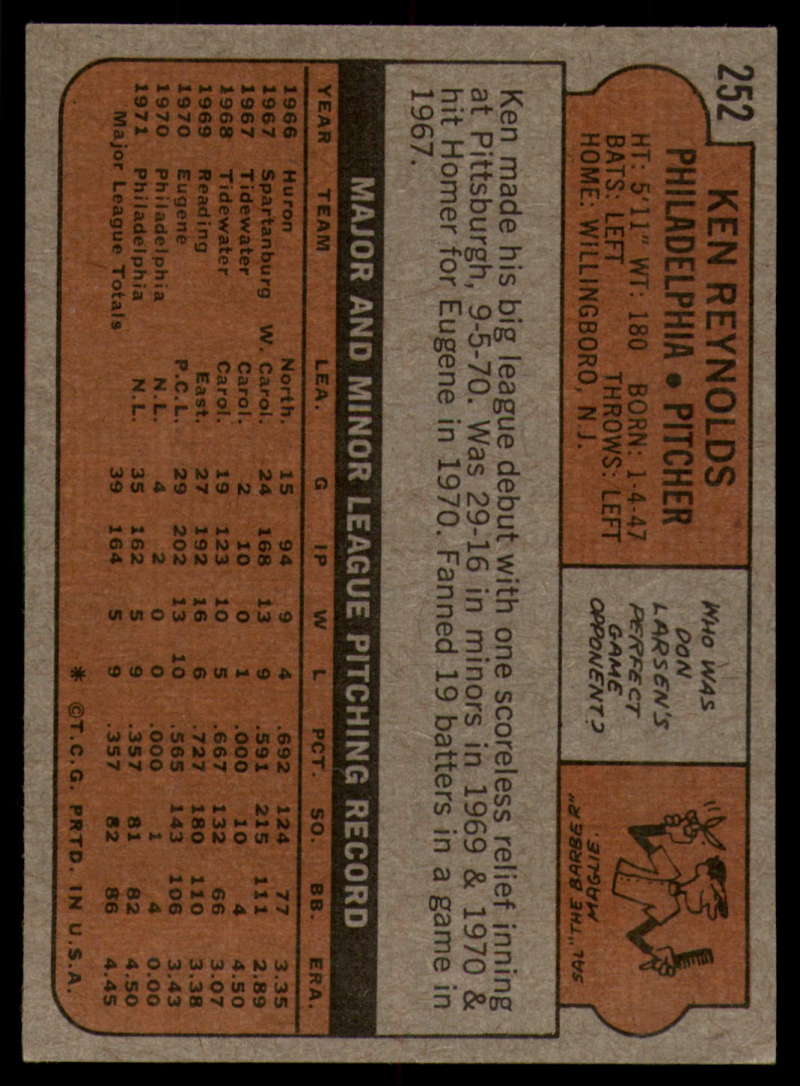 252
KEN REYNOLDS
PHILADELPHIA • PITCHER
HT: 5'11" WT: 180 BORN: 1-4-47
BATS: LEFT THROWS: LEFT
HOME: WILLINGBORO, N.J.
WHO WAS
DON
LARSEN'S
PERFECT
GAME
OPPONENT?
SAL "THE BARBER"
MAGLIE.
Ken made his big league debut with one scoreless relief inning
at Pittsburgh, 9-5-70. Was 29-16 in minors in 1969 & 1970 &
hit Homer for Eugene in 1970. Fanned 19 batters in a game in
1967.
MAJOR AND MINOR LEAGUE PITCHING RECORD
YEAR TEAM LEA. G IP W L PCT. SO. BB. ERA.
1966 Huron North. 15 94 9 4 .692 124 77 3.35
1967 Spartanburg W. Carol. 24 168 13 9 .591 215 111 2.89
1967 Tidewater Carol. 2 10 0 1 .000 10 4 4.50
1968 Tidewater Carol. 19 123 10 5 .667 132 66 3.07
1969 Reading East. 27 192 16 6 .727 180 110 3.38
1970 Eugene P.C.L. 29 202 13 10 .565 143 106 3.43
1970 Philadelphia N.L. 4 2 0 0 .000 1 4 0.00
1971 Philadelphia N.L. 35 162 5 9 .357 81 82 4.50
Major League Totals 39 164 5 9 .357 82 86 4.45
* ©T.C.G. PRTD. IN U.S.A.